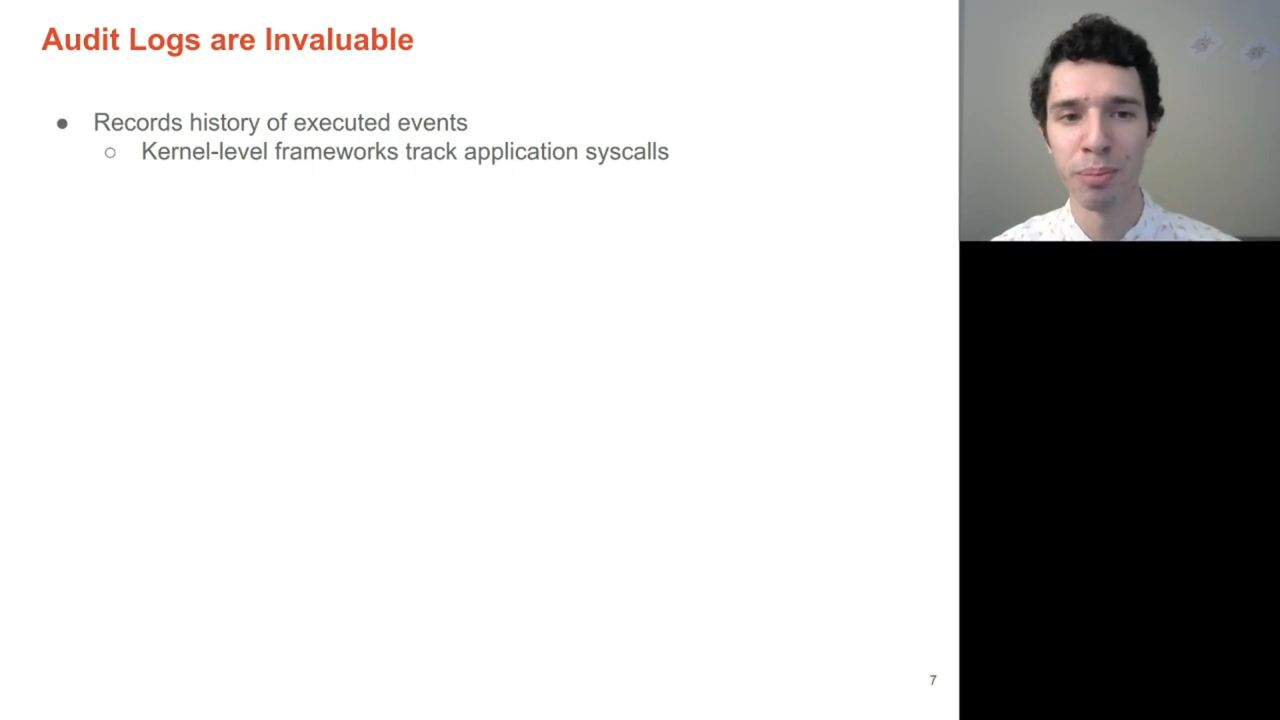 Audit Logs are Invaluable
● Records history of executed events
○ Kernel-level frameworks track application syscalls
7